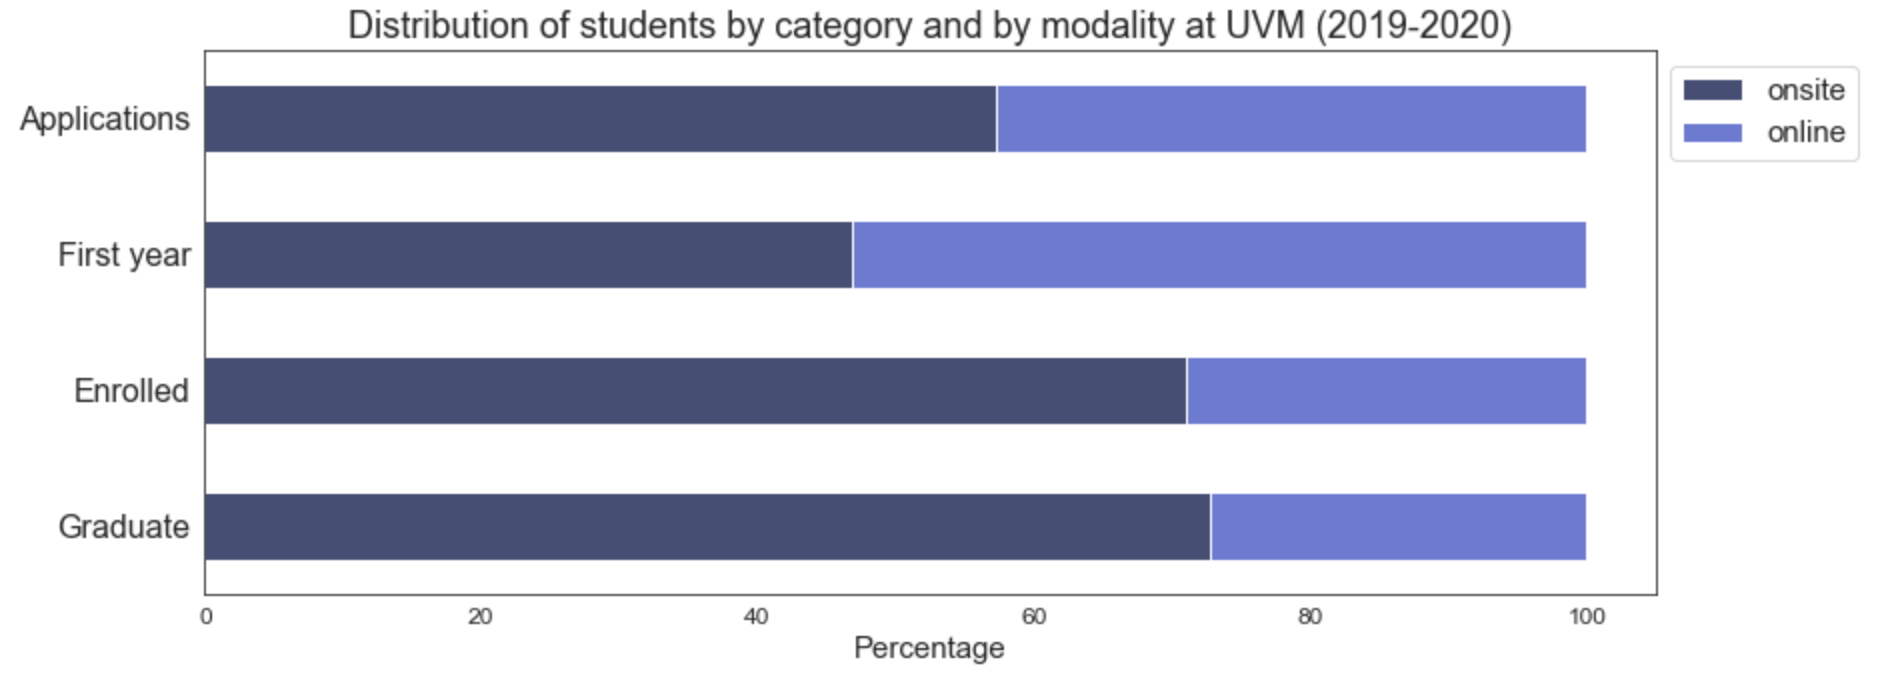 Distribution of students by category and by modality at UVM (2019-2020)
onsite
online
Applications
First year
Enrolled
Graduate
0 20 40 60 80 100
Percentage